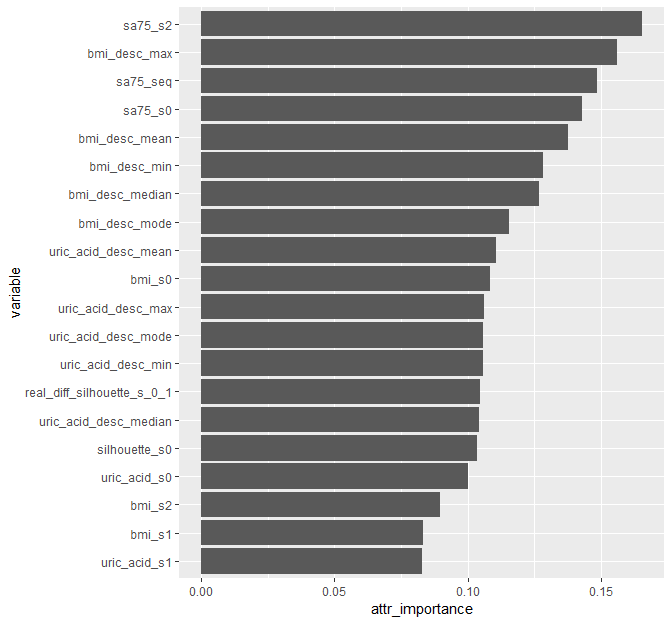 variable
sa75_s2
bmi_desc_max
sa75_seq
sa75_s0
bmi_desc_mean
bmi_desc_min
bmi_desc_median
bmi_desc_mode
uric_acid_desc_mean
bmi_s0
uric_acid_desc_max
uric_acid_desc_mode
uric_acid_desc_min
real_diff_silhouette_s_0_1
uric_acid_desc_median
silhouette_s0
uric_acid_s0
bmi_s2
bmi_s1
uric_acid_s1
0.00 0.05 0.10 0.15
attr_importance